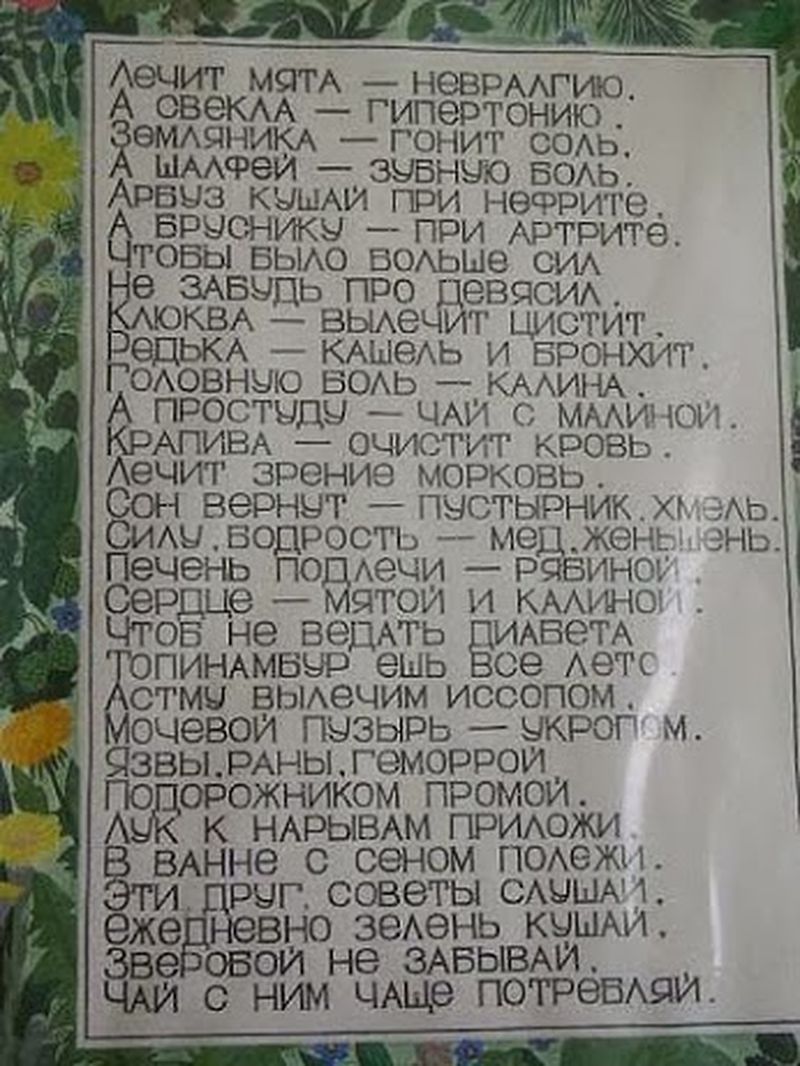 Лечит мята — невралгию.
А свекла — гипертонию.
Земляника — гонит соль.
А шалфей — зубную боль.
Арбуз кушай при нефрите.
А бруснику — при артрите.
Чтобы было больше сил
Не забудь про девясил.
Клюква — вылечит цистит.
Редька — кашель и бронхит.
Головную боль — калина.
А простуду — чай с малиной.
Крапива — очистит кровь.
Лечит зрение морковь.
Сон вернут — пустырник, хмель.
Силу, бодрость — мед, женьшень.
Печень подлечи — рябиной.
Сердце — мятой и калиной.
Чтоб не ведать диабета
Топинамбур ешь все лето.
Астму вылечим иссопом.
Мочевой пузырь — укропом.
Язвы, раны, геморрой
Подорожником промой.
Лук к нарывам приложи.
В ванне с сеном полежи.
Эти, друг, советы слушай.
Ежедневно зелень кушай.
Зверобой не забывай.
Чай с ним чаще потребляй.